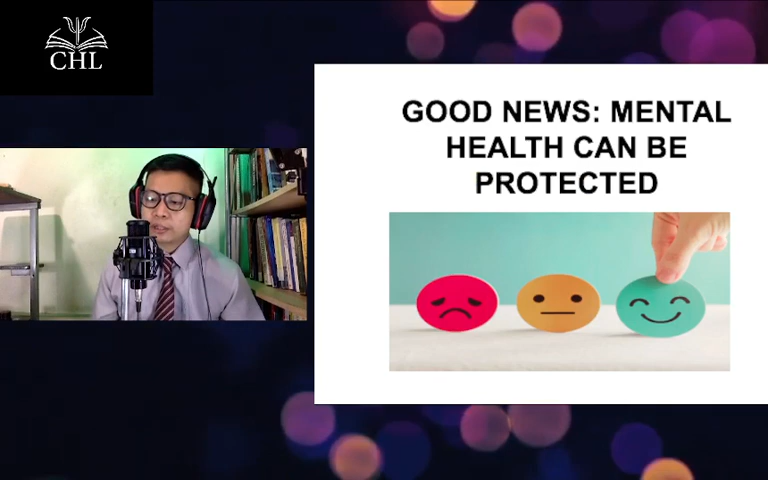 CHL
GOOD NEWS: MENTAL
HEALTH CAN BE
PROTECTED